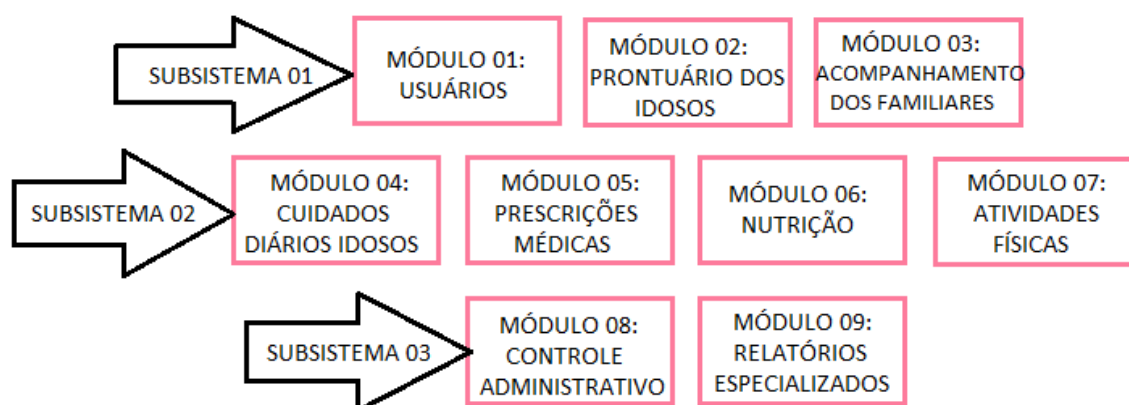 SUBSISTEMA 01
MÓDULO 01:
USUÁRIOS
MÓDULO 02:
PRONTUÁRIO DOS
IDOSOS
MÓDULO 03:
ACOMPANHAMENTO
DOS FAMILIARES
SUBSISTEMA 02
MÓDULO 04:
CUIDADOS
DIÁRIOS IDOSOS
MÓDULO 05:
PRESCRIÇÕES
MÉDICAS
MÓDULO 06:
NUTRIÇÃO
MÓDULO 07:
ATIVIDADES
FÍSICAS
SUBSISTEMA 03
MÓDULO 08:
CONTROLE
ADMINISTRATIVO
MÓDULO 09:
RELATÓRIOS
ESPECIALIZADOS